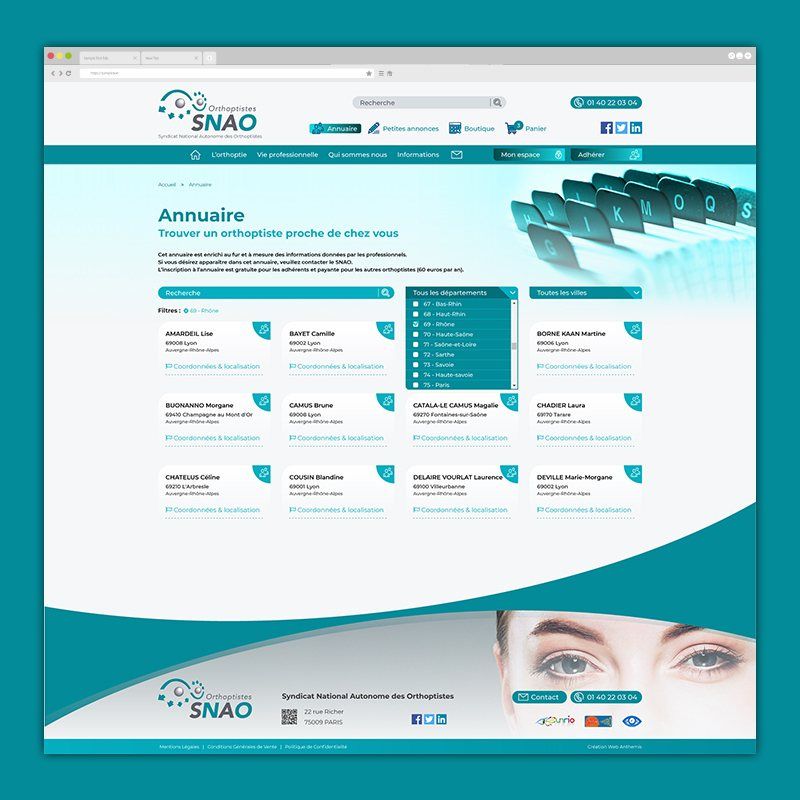 Orthoptistes
SNAO
Syndicat National Autonome des Orthoptistes
Recherche
01 40 22 03 04
Annuaire
Petites annonces
Boutique
Panier
L'orthoptie
Vie professionnelle
Qui sommes nous
Informations
Mon espace
Adhérer
Accueil > Annuaire
G H I J K M O Q S
Annuaire
Trouver un orthoptiste proche de chez vous
Cet annuaire est enrichi au fur et à mesure des informations données par les professionnels.
Si vous désirez apparaître dans cet annuaire, veuillez contacter le SNAO.
L'inscription à l'annuaire est gratuite pour les adhérents et payante pour les autres orthoptistes (60 euros par an).
Recherche
Tous les départements
Toutes les villes
Filtres : 69 - Rhône
67 - Bas-Rhin
68 - Haut-Rhin
69 - Rhône
70 - Haute-Saône
71 - Saône-et-Loire
72 - Sarthe
73 - Savoie
74 - Haute-savoie
75 - Paris
AMARDEIL Lise
69008 Lyon
Auvergne-Rhône-Alpes
Coordonnées & localisation
BAYET Camille
69002 Lyon
Auvergne-Rhône-Alpes
Coordonnées & localisation
BORNE KAAN Martine
69006 Lyon
Auvergne-Rhône-Alpes
Coordonnées & localisation
BUONANNO Morgane
69410 Champagne au Mont d'Or
Auvergne-Rhône-Alpes
Coordonnées & localisation
CAMUS Brune
69008 Lyon
Auvergne-Rhône-Alpes
Coordonnées & localisation
CATALA-LE CAMUS Magalie
69270 Fontaines-sur-Saône
Auvergne-Rhône-Alpes
Coordonnées & localisation
CHADIER Laura
69170 Tarare
Auvergne-Rhône-Alpes
Coordonnées & localisation
CHATELUS Céline
69210 L'Arbresle
Auvergne-Rhône-Alpes
Coordonnées & localisation
COUSIN Blandine
69001 Lyon
Auvergne-Rhône-Alpes
Coordonnées & localisation
DELAIRE VOURLAT Laurence
69100 Villeurbanne
Auvergne-Rhône-Alpes
Coordonnées & localisation
DEVILLE Marie-Morgane
69002 Lyon
Auvergne-Rhône-Alpes
Coordonnées & localisation
Orthoptistes
SNAO
Syndicat National Autonome des Orthoptistes
22 rue Richer
75009 PARIS
Contact
01 40 22 03 04
Mentions Légales | Conditions Générales de Vente | Politique de Confidentialité
Création Web Anthemis